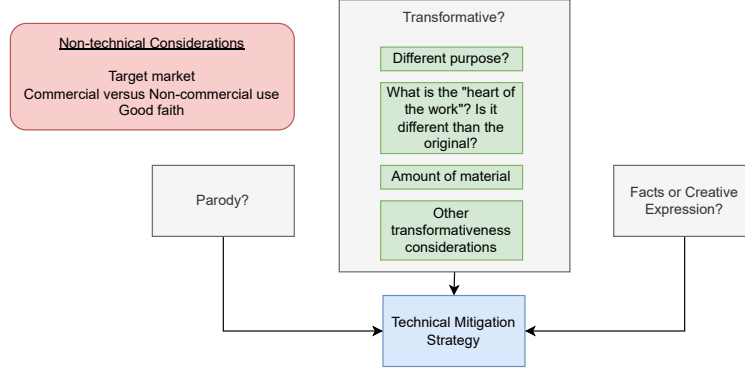 Non-technical Considerations
Target market
Commercial versus Non-commercial use
Good faith
Transformative?
Different purpose?
What is the "heart of
the work"? Is it
different than the
original?
Amount of material
Other
transformativeness
considerations
Parody?
Facts or Creative
Expression?
Technical Mitigation
Strategy